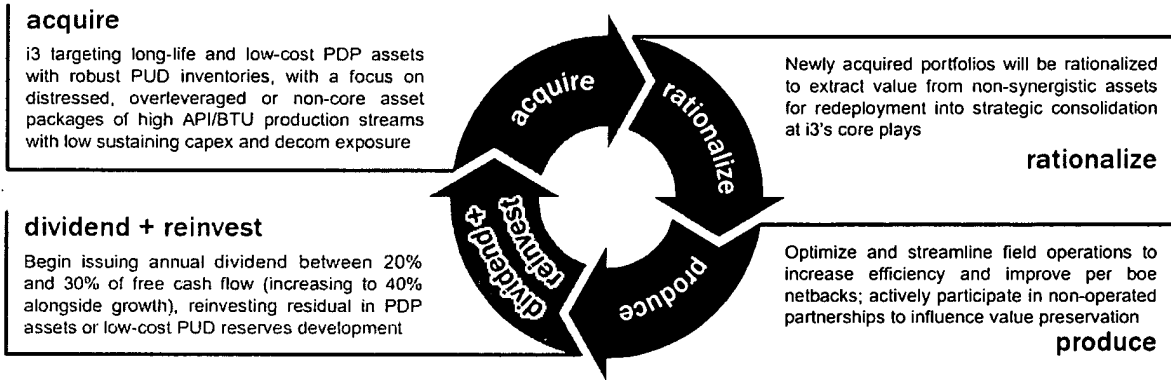 acquire
i3 targeting long-life and low-cost PDP assets
with robust PUD inventories, with a focus on
distressed, overleveraged or non-core asset
packages of high API/BTU production streams
with low sustaining capex and decom exposure
acquire
rationalize
Newly acquired portfolios will be rationalized
to extract value from non-synergistic assets
for redeployment into strategic consolidation
at i3's core plays
rationalize
dividend + reinvest
Begin issuing annual dividend between 20%
and 30% of free cash flow (increasing to 40%
alongside growth), reinvesting residual in PDP
assets or low-cost PUD reserves development
dividend +
reinvest
produce
Optimize and streamline field operations to
increase efficiency and improve per boe
netbacks; actively participate in non-operated
partnerships to influence value preservation
produce